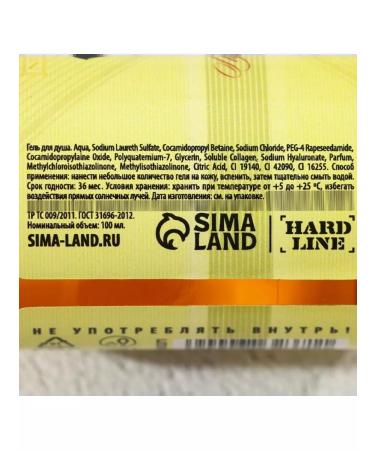 Гель для душа. Aqua, Sodium Laureth Sulfate, Cocamidopropyl Betaine, Sodium Chloride, PEG-4 Rapeseedamide,
Cocamidopropylaine Oxide, Polyquaternium-7, Glycerin, Soluble Collagen, Sodium Hyaluronate, Parfum,
Methylchloroisothiazolinone, Methylisothiazolinone, Citric Acid, CI 19140, CI 42090, CI 16255. Способ
применения: нанести небольшое количество геля на кожу, вспенить, затем тщательно смыть водой.
Срок годности: 36 мес. Условия хранения: хранить при температуре от +5 до +25 °С, избегать
воздействия прямых солнечных лучей. Дата изготовления: см. на упаковке.
ТР ТС 009/2011. ГОСТ 31696-2012.
Номинальный объем: 100 мл.
SIMA-LAND.RU
SIMA
LAND
HARD
LINE
НЕ УПОТРЕБЛЯТЬ ВНУТРЬ!